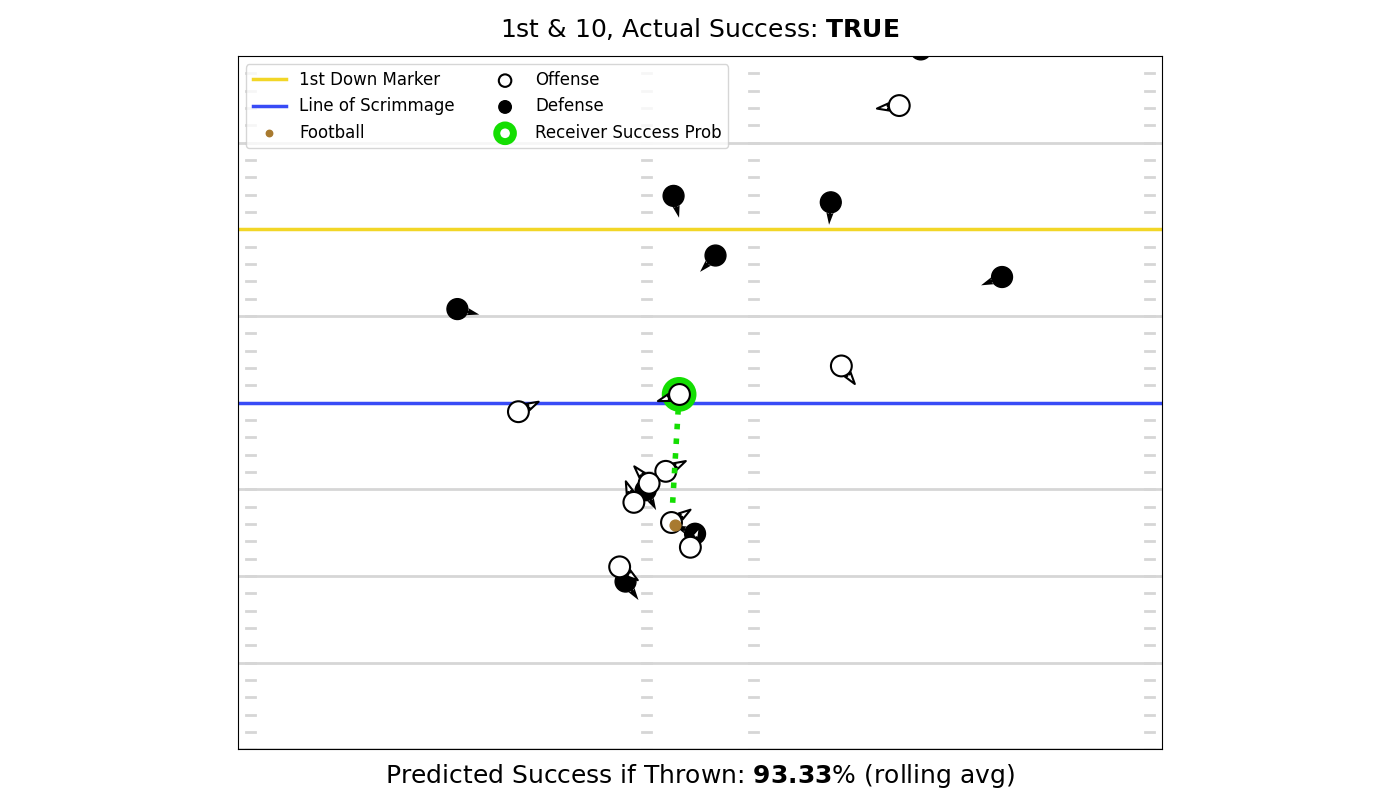 1st & 10, Actual Success: TRUE
1st Down Marker
Line of Scrimmage
Football
Offense
Defense
Receiver Success Prob
Predicted Success if Thrown: 93.33% (rolling avg)